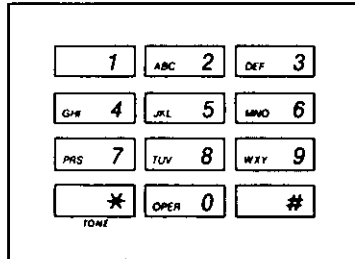 1 ABC 2 DEF 3
GHI 4 JKL 5 MNO 6
PRS 7 TUV 8 WXY 9
* OPER 0 #
TONE